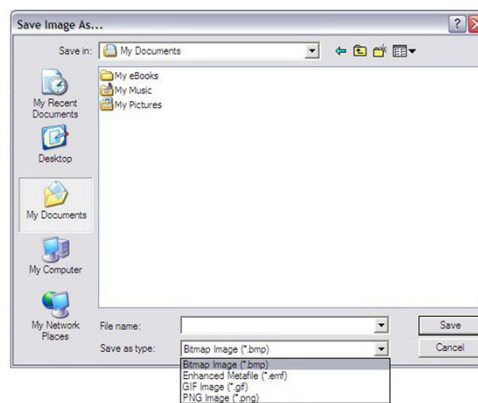 Save Image As...
Save in:
My Documents
My eBooks
My Music
My Pictures
My Recent
Documents
Desktop
My Documents
My Computer
My Network
Places
File name:
Save
Save as type:
Bitmap Image (*.bmp)
Cancel
Bitmap Image (*.bmp)
Enhanced Metafile (*.emf)
GIF Image (*.gif)
PNG Image (*.png)